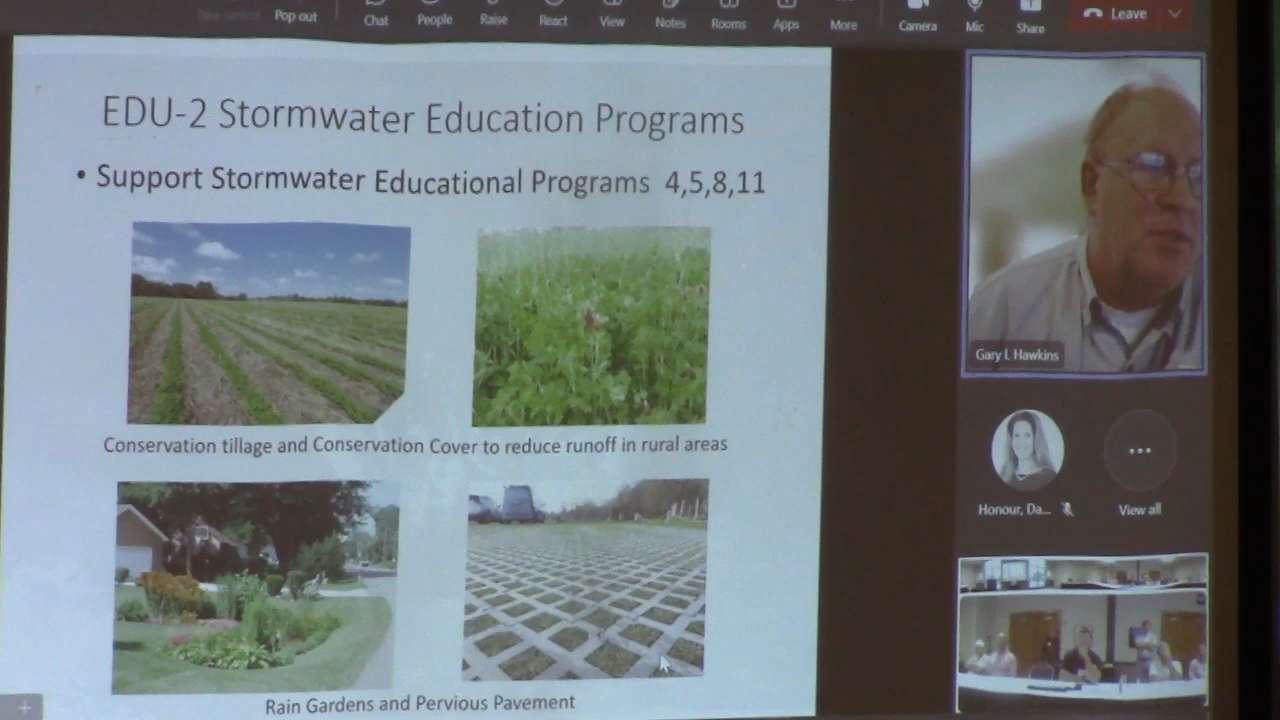 Take control Pop out Chat People Raise React View Notes Rooms Apps More Camera Mic Share Leave
EDU-2 Stormwater Education Programs
• Support Stormwater Educational Programs 4,5,8,11
Conservation tillage and Conservation Cover to reduce runoff in rural areas
Rain Gardens and Pervious Pavement
Gary L Hawkins
Honour, Da...
View all